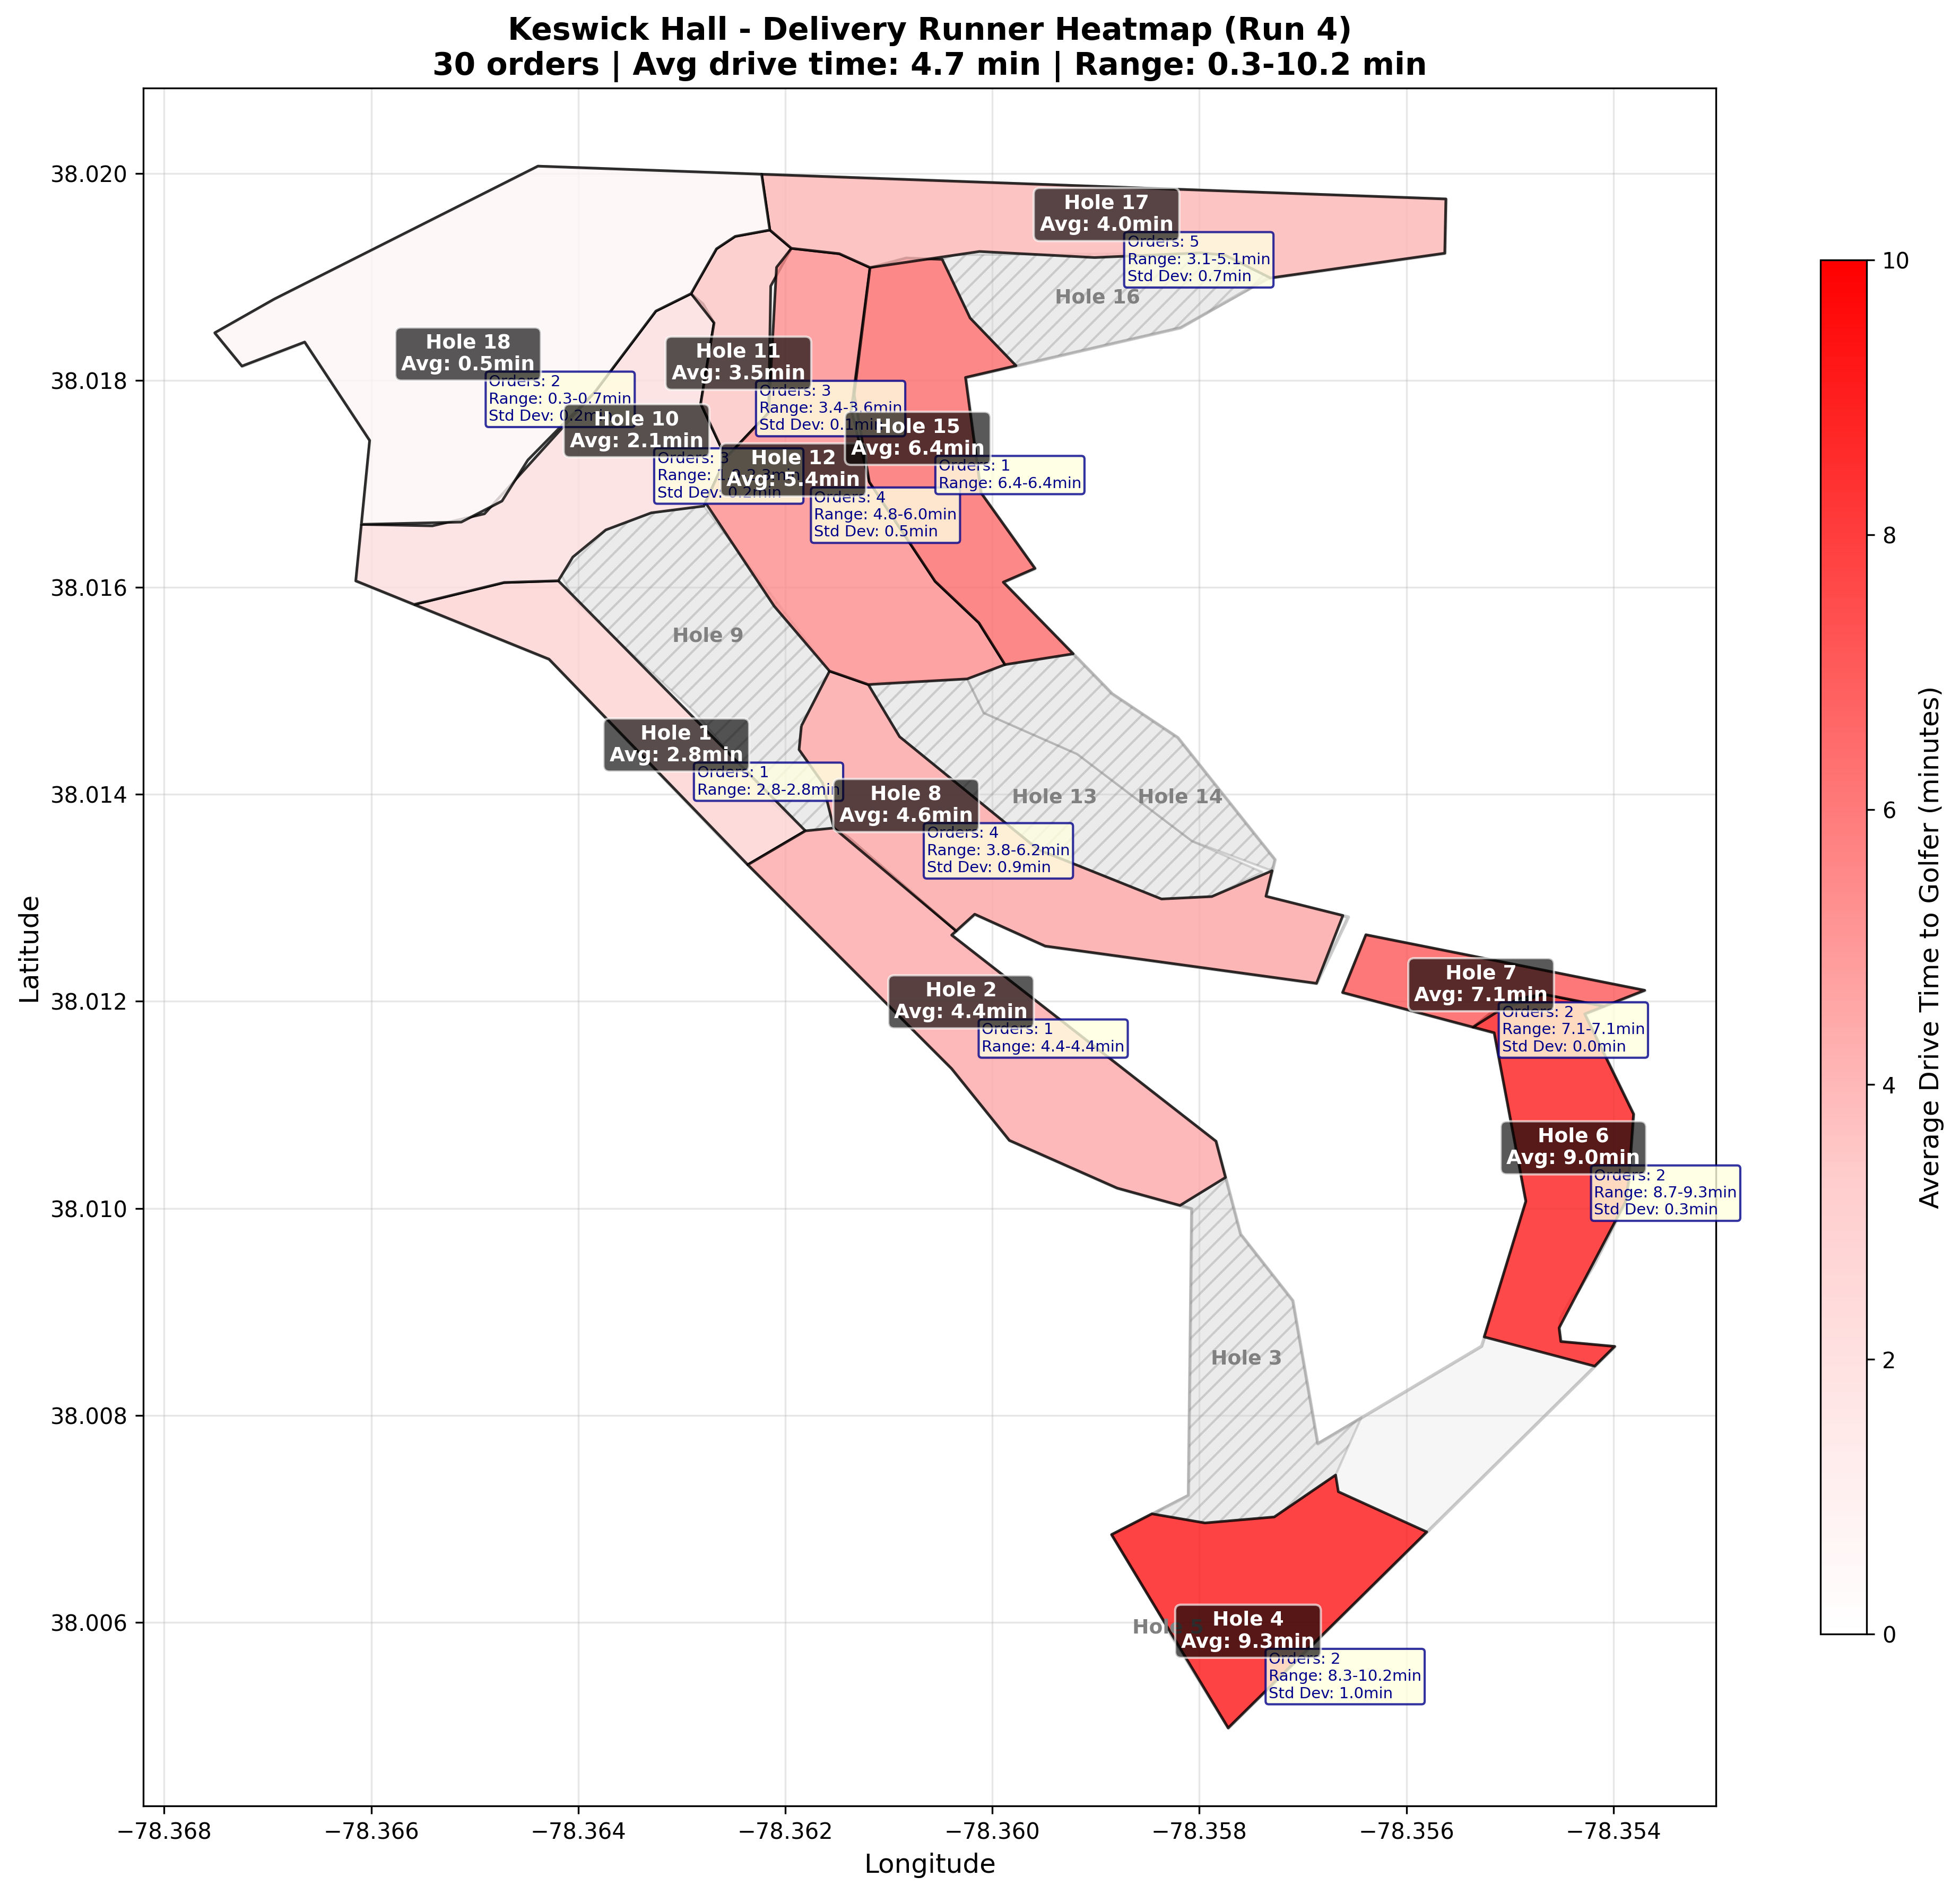 Keswick Hall - Delivery Runner Heatmap (Run 4)
30 orders | Avg drive time: 4.7 min | Range: 0.3-10.2 min
Hole 17
Avg: 4.0min
Orders: 5
Range: 3.1-5.1min
Std Dev: 0.7min
Hole 16
Hole 18
Avg: 0.5min
Orders: 2
Range: 0.3-0.7min
Std Dev: 0.2min
Hole 11
Avg: 3.5min
Orders: 3
Range: 3.4-3.6min
Std Dev: 0.1min
Hole 10
Avg: 2.1min
Orders: 3
Range:
Std Dev: 0.2min
Hole 15
Avg: 6.4min
Orders: 1
Range: 6.4-6.4min
Hole 12
Avg: 5.4min
Orders: 4
Range: 4.8-6.0min
Std Dev: 0.5min
Hole 9
Hole 1
Avg: 2.8min
Orders: 1
Range: 2.8-2.8min
Hole 8
Avg: 4.6min
Orders: 4
Range: 3.8-6.2min
Std Dev: 0.9min
Hole 13
Hole 14
Hole 2
Avg: 4.4min
Orders: 1
Range: 4.4-4.4min
Hole 7
Avg: 7.1min
Orders: 2
Range: 7.1-7.1min
Std Dev: 0.0min
Hole 6
Avg: 9.0min
Orders: 2
Range: 8.7-9.3min
Std Dev: 0.3min
Hole 3
Hole 5
Hole 4
Avg: 9.3min
Orders: 2
Range: 8.3-10.2min
Std Dev: 1.0min
38.020
38.018
38.016
38.014
38.012
38.010
38.008
38.006
Latitude
−78.368
−78.366
−78.364
−78.362
−78.360
−78.358
−78.356
−78.354
Longitude
10
8
6
4
2
0
Average Drive Time to Golfer (minutes)